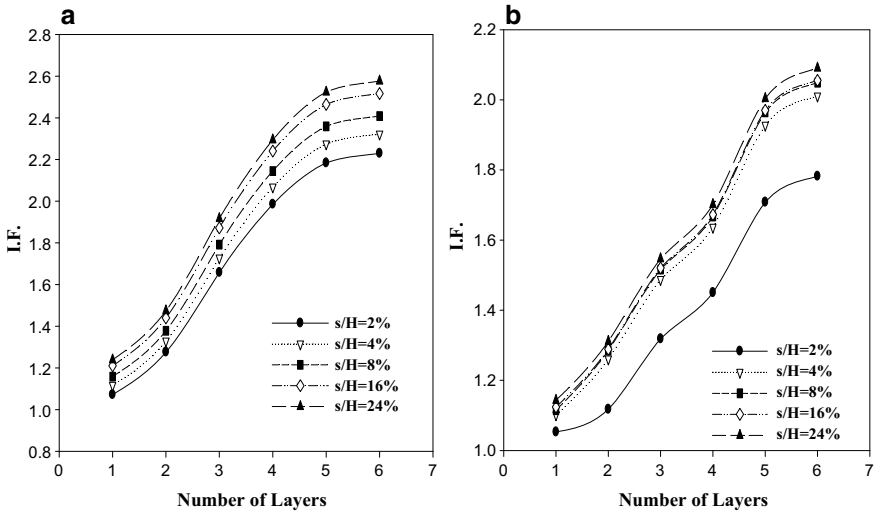 a
2.8
2.6
2.4
2.2
2.0
1.8
1.6
1.4
1.2
1.0
0.8
I.F.
0 1 2 3 4 5 6 7
Number of Layers
s/H=2%
s/H=4%
s/H=8%
s/H=16%
s/H=24%
b
2.2
2.0
1.8
1.6
1.4
1.2
1.0
I.F.
0 1 2 3 4 5 6 7
Number of Layers
s/H=2%
s/H=4%
s/H=8%
s/H=16%
s/H=24%